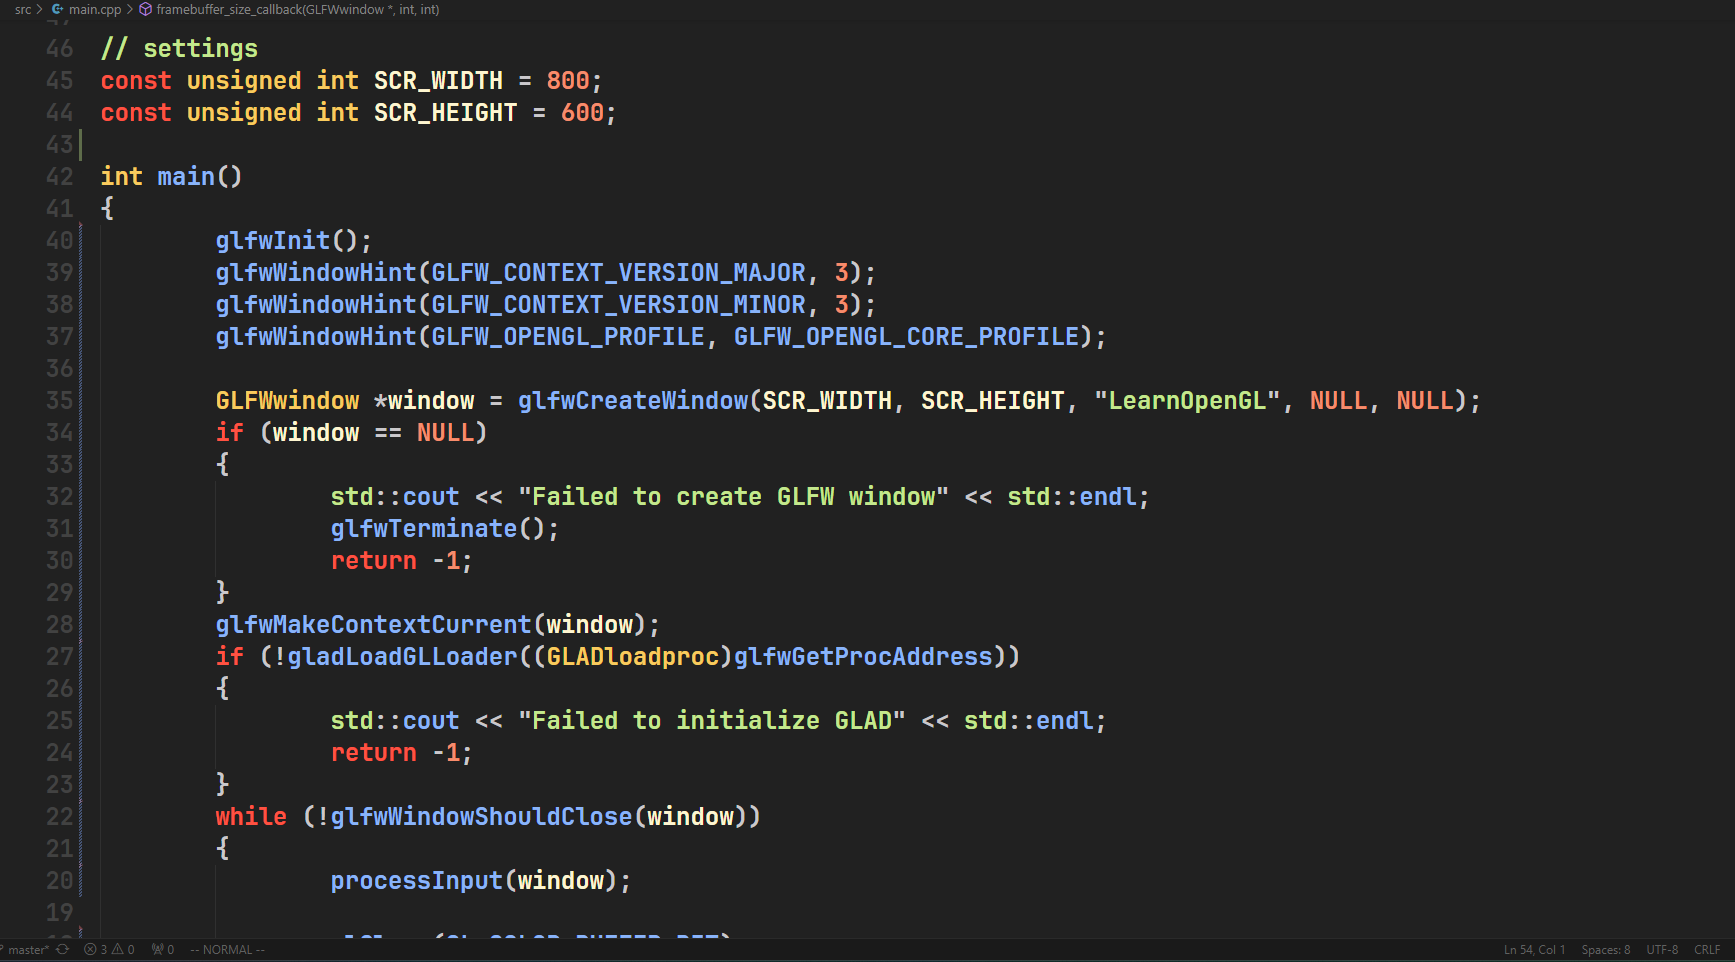 src > main.cpp > framebuffer_size_callback(GLFWwindow *, int, int)
46 // settings
45 const unsigned int SCR_WIDTH = 800;
44 const unsigned int SCR_HEIGHT = 600;
43
42 int main()
41 {
40 glfwInit();
39 glfwWindowHint(GLFW_CONTEXT_VERSION_MAJOR, 3);
38 glfwWindowHint(GLFW_CONTEXT_VERSION_MINOR, 3);
37 glfwWindowHint(GLFW_OPENGL_PROFILE, GLFW_OPENGL_CORE_PROFILE);
36
35 GLFWwindow *window = glfwCreateWindow(SCR_WIDTH, SCR_HEIGHT, "LearnOpenGL", NULL, NULL);
34 if (window == NULL)
33 {
32 std::cout << "Failed to create GLFW window" << std::endl;
31 glfwTerminate();
30 return -1;
29 }
28 glfwMakeContextCurrent(window);
27 if (!gladLoadGLLoader((GLADloadproc)glfwGetProcAddress))
26 {
25 std::cout << "Failed to initialize GLAD" << std::endl;
24 return -1;
23 }
22 while (!glfwWindowShouldClose(window))
21 {
20 processInput(window);
19
master* 3 0 0 -- NORMAL -- Ln 54, Col 1 Spaces: 8 UTF-8 CRLF